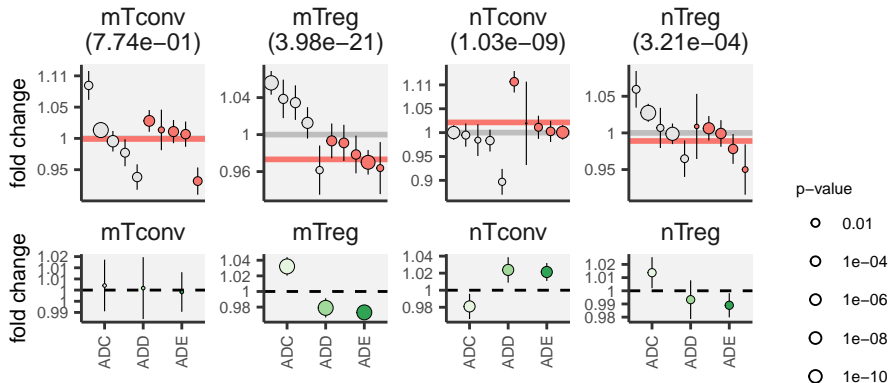 mTconv
(7.74e−01)
mTreg
(3.98e−21)
nTconv
(1.03e−09)
nTreg
(3.21e−04)
fold change
1.11
1.05
1
0.95
1.04
1
0.96
1.11
1.05
1
0.95
0.9
1.05
1
0.95
mTconv
mTreg
nTconv
nTreg
fold change
1.02
1.02
1.01
1
1
0.99
1.04
1.02
1
0.98
1.04
1.02
1
0.98
1.02
1.01
1
0.99
0.98
ADC
ADD
ADE
ADC
ADD
ADE
ADC
ADD
ADE
ADC
ADD
ADE
p−value
0.01
1e−04
1e−06
1e−08
1e−10